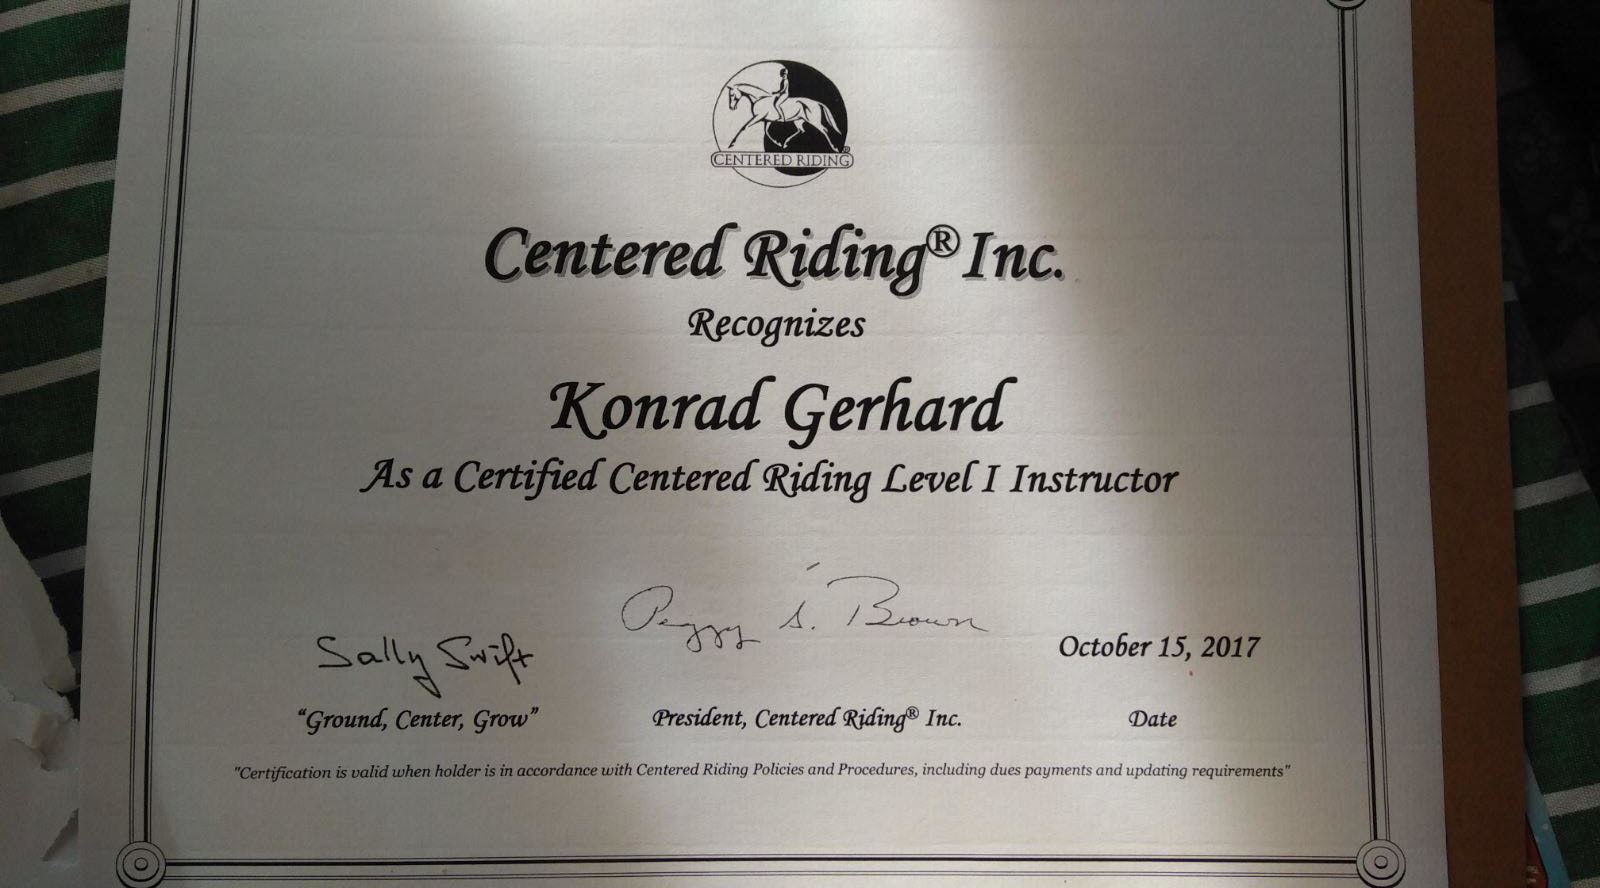 CENTERED RIDING®
Centered Riding® Inc.
Recognizes
Konrad Gerhard
As a Certified Centered Riding Level I Instructor
Sally Swift
Peggy S. Brown
October 15, 2017
“Ground, Center, Grow”
President, Centered Riding® Inc.
Date
"Certification is valid when holder is in accordance with Centered Riding Policies and Procedures, including dues payments and updating requirements"